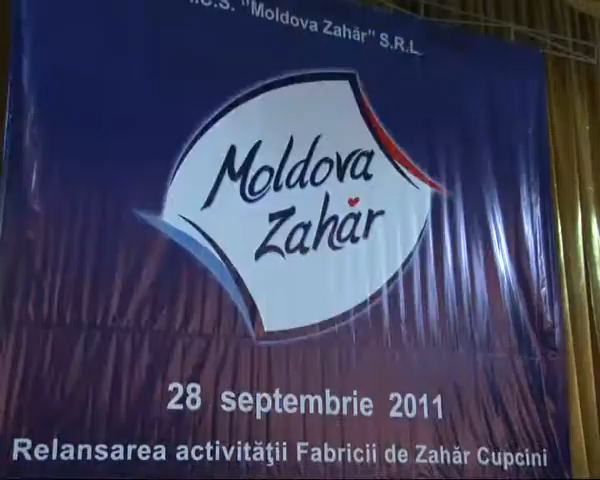 "Moldova Zahăr" S.R.L.
Moldova
Zahăr
28 septembrie 2011
Relansarea activităţii Fabricii de Zahăr Cupcini